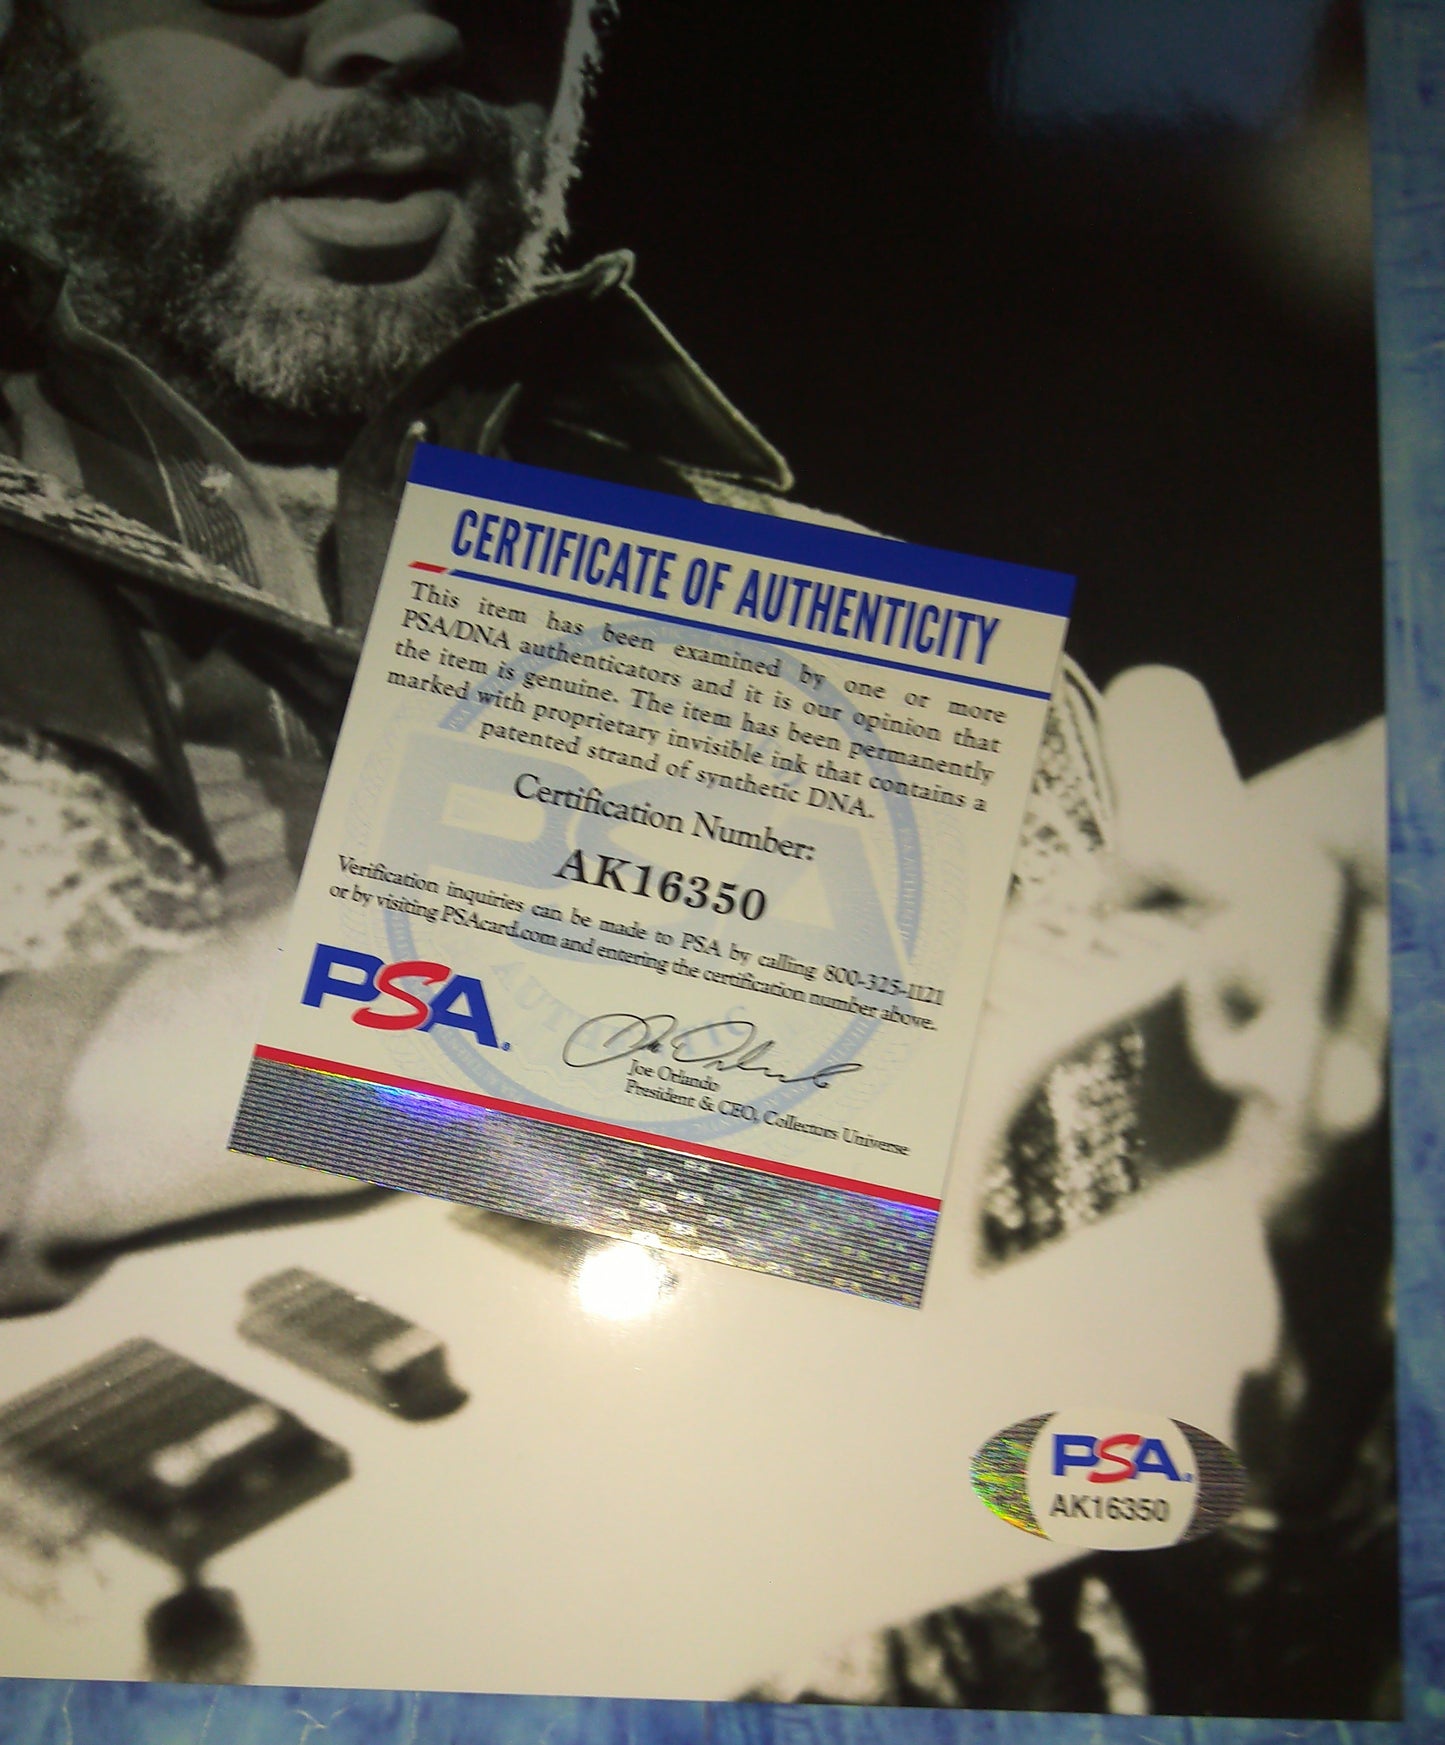 CERTIFICATE OF AUTHENTICITY
This item has been examined by one or more
PSA/DNA authenticators and it is our opinion that
the item is genuine. The item has been permanently
marked with proprietary invisible ink that contains a
patented strand of synthetic DNA.
Certification Number:
AK16350
Verification inquiries can be made to PSA by calling 800-325-1121
or by visiting PSAcard.com and entering the certification number above.
PSA
Joe Orlando
President & CEO, Collectors Universe
PSA
AK16350